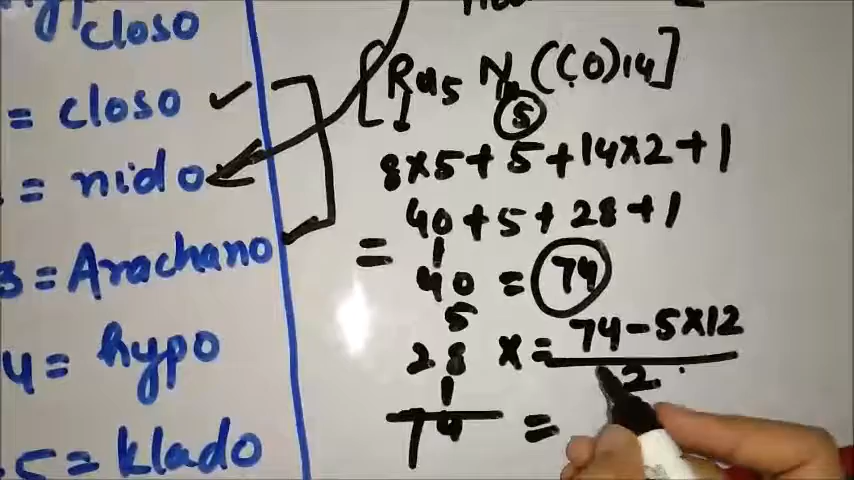 closo
= closo ✓
= nido
3 = Arachano
4 = hypo
5 = klado
[Ru5 N (CO)14]
5
8×5+5+14×2+1
= 40+5+28+1
40 = 74
5
28
1
74
x = 74-5×12
2
=